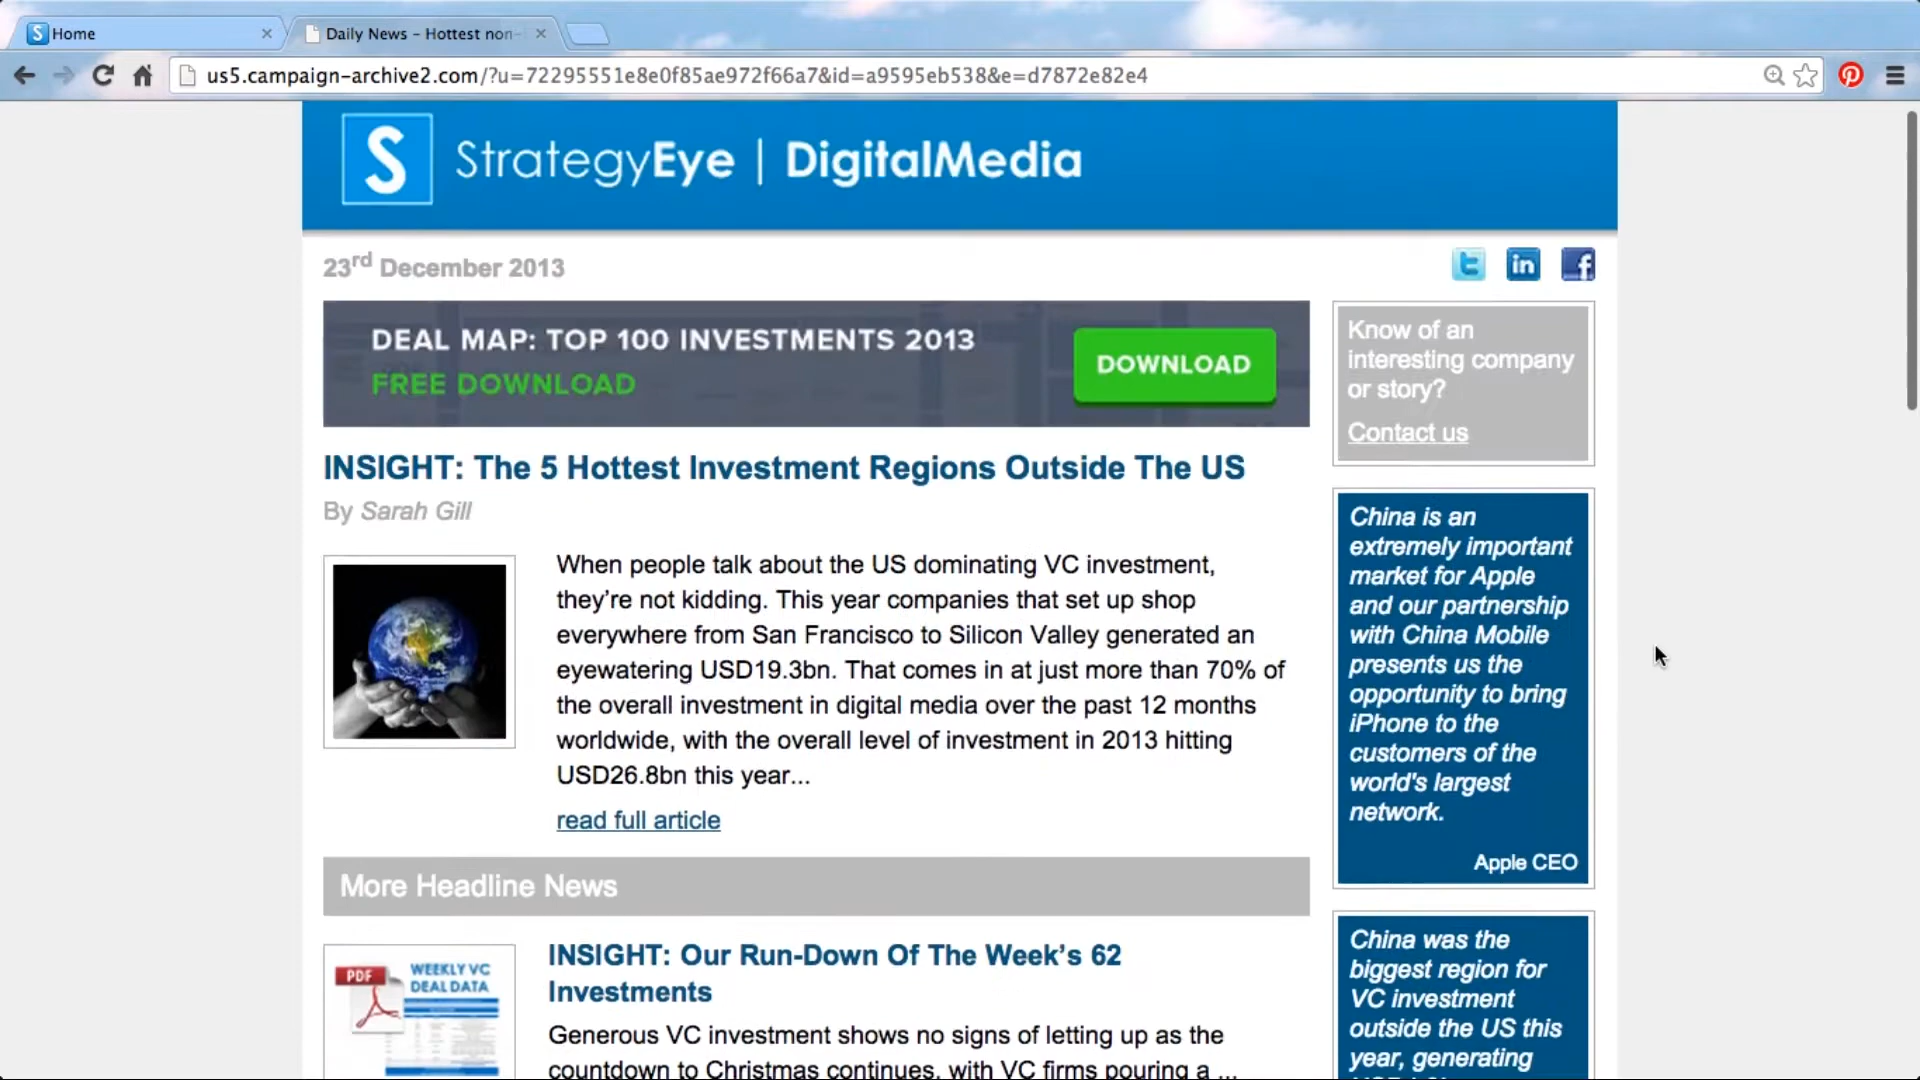 Home
Daily News - Hottest non-
us5.campaign-archive2.com/?u=72295551e8e0f85ae972f66a7&id=a9595eb538&e=d7872e82e4
S StrategyEye | DigitalMedia
23rd December 2013
DEAL MAP: TOP 100 INVESTMENTS 2013
FREE DOWNLOAD
DOWNLOAD
INSIGHT: The 5 Hottest Investment Regions Outside The US
By Sarah Gill
When people talk about the US dominating VC investment,
they’re not kidding. This year companies that set up shop
everywhere from San Francisco to Silicon Valley generated an
eyewatering USD19.3bn. That comes in at just more than 70% of
the overall investment in digital media over the past 12 months
worldwide, with the overall level of investment in 2013 hitting
USD26.8bn this year...
read full article
More Headline News
PDF
WEEKLY VC
DEAL DATA
INSIGHT: Our Run-Down Of The Week’s 62
Investments
Generous VC investment shows no signs of letting up as the
countdown to Christmas continues, with VC firms pouring a ...
Know of an
interesting company
or story?
Contact us
China is an
extremely important
market for Apple
and our partnership
with China Mobile
presents us the
opportunity to bring
iPhone to the
customers of the
world's largest
network.
Apple CEO
China was the
biggest region for
VC investment
outside the US this
year, generating